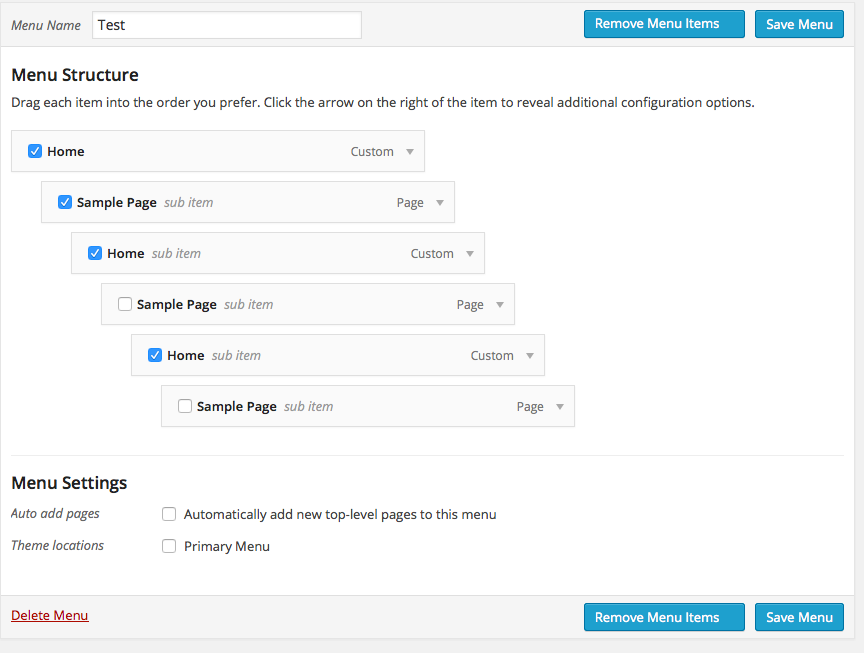 Menu Name Test Remove Menu Items Save Menu
Menu Structure
Drag each item into the order you prefer. Click the arrow on the right of the item to reveal additional configuration options.
Home Custom
Sample Page sub item Page
Home sub item Custom
Sample Page sub item Page
Home sub item Custom
Sample Page sub item Page
Menu Settings
Auto add pages Automatically add new top-level pages to this menu
Theme locations Primary Menu
Delete Menu Remove Menu Items Save Menu